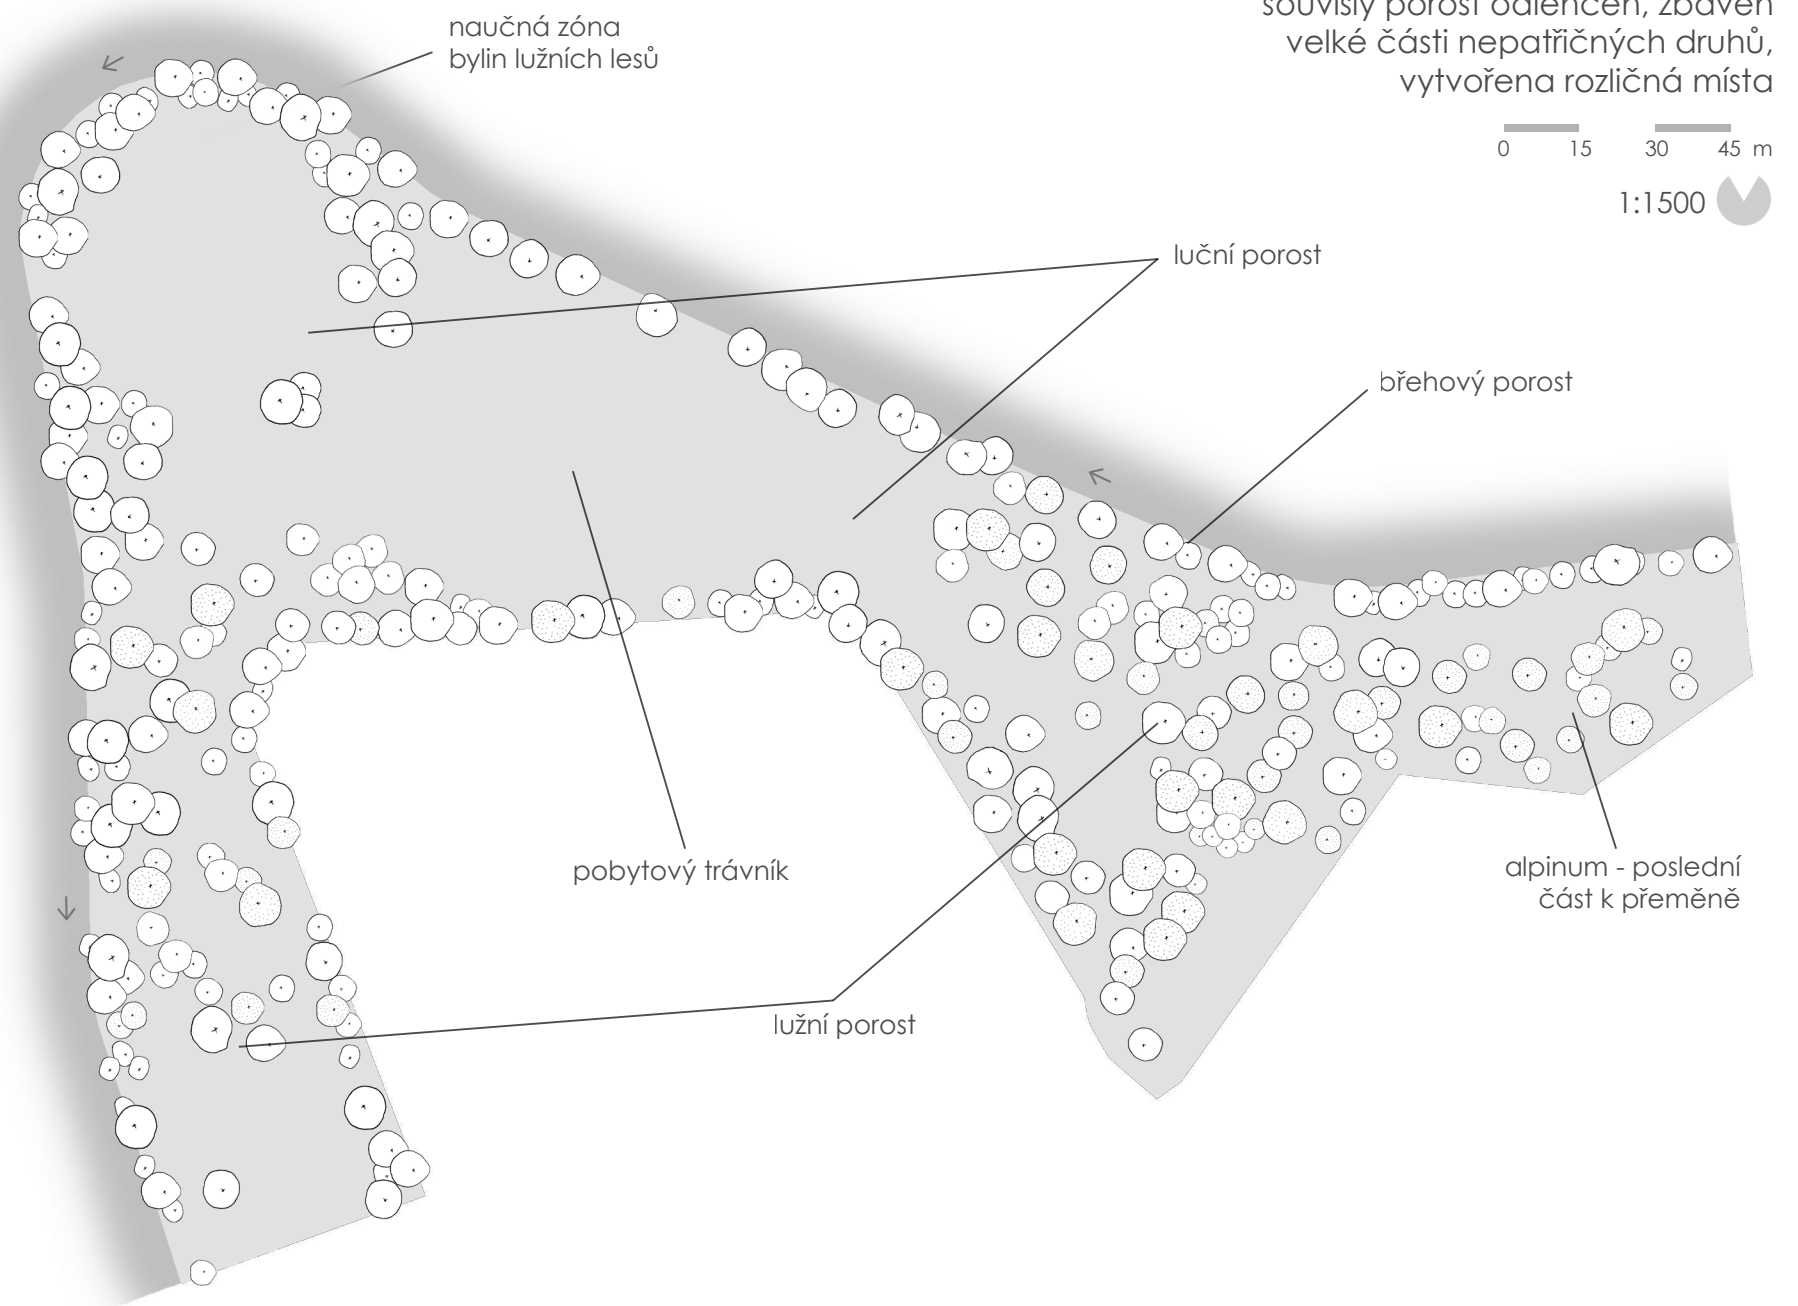 souvislý porost odlehčen, zbaven
velké části nepatřičných druhů,
vytvořena rozličná místa
0 15 30 45 m
1:1500
naučná zóna
bylin lužních lesů
luční porost
břehový porost
pobytový trávník
alpinum - poslední
část k přeměně
lužní porost